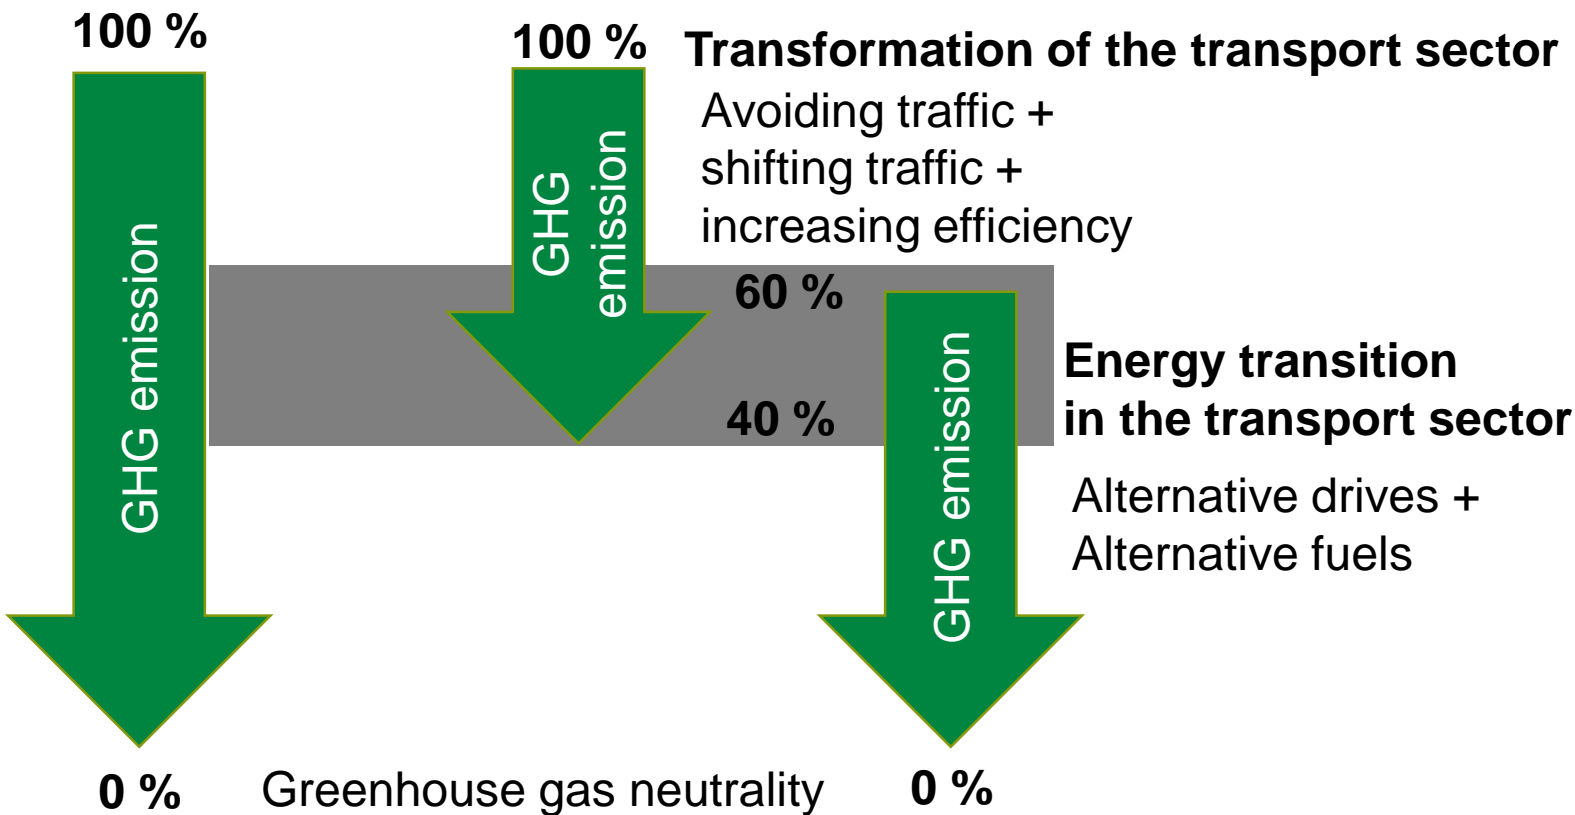 100 %
100 %
Transformation of the transport sector
Avoiding traffic +
shifting traffic +
increasing efficiency
GHG emission
GHG
emission
60 %
40 %
GHG emission
Energy transition
in the transport sector
Alternative drives +
Alternative fuels
0 %
Greenhouse gas neutrality
0 %